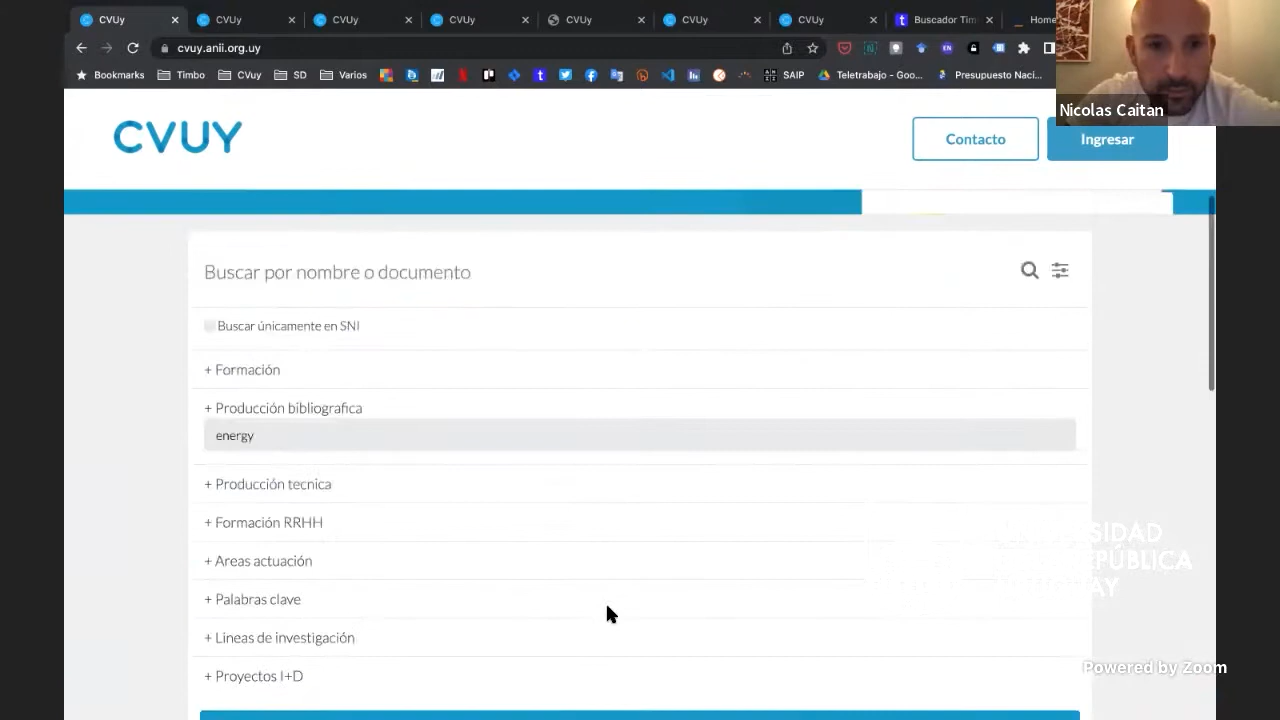 CVUy
CVUy
CVUy
CVUy
CVUy
CVUy
CVUy
Buscador Tim
Home
cvuy.anii.org.uy
Bookmarks
Timbo
CVuy
SD
Varios
SAIP
Teletrabajo - Goo...
Presupuesto Naci...
Nicolas Caitan
CVUY
Contacto
Ingresar
Buscar por nombre o documento
Buscar únicamente en SNI
+ Formación
+ Producción bibliografica
energy
+ Producción tecnica
+ Formación RRHH
+ Areas actuación
+ Palabras clave
+ Lineas de investigación
+ Proyectos I+D
Powered by Zoom